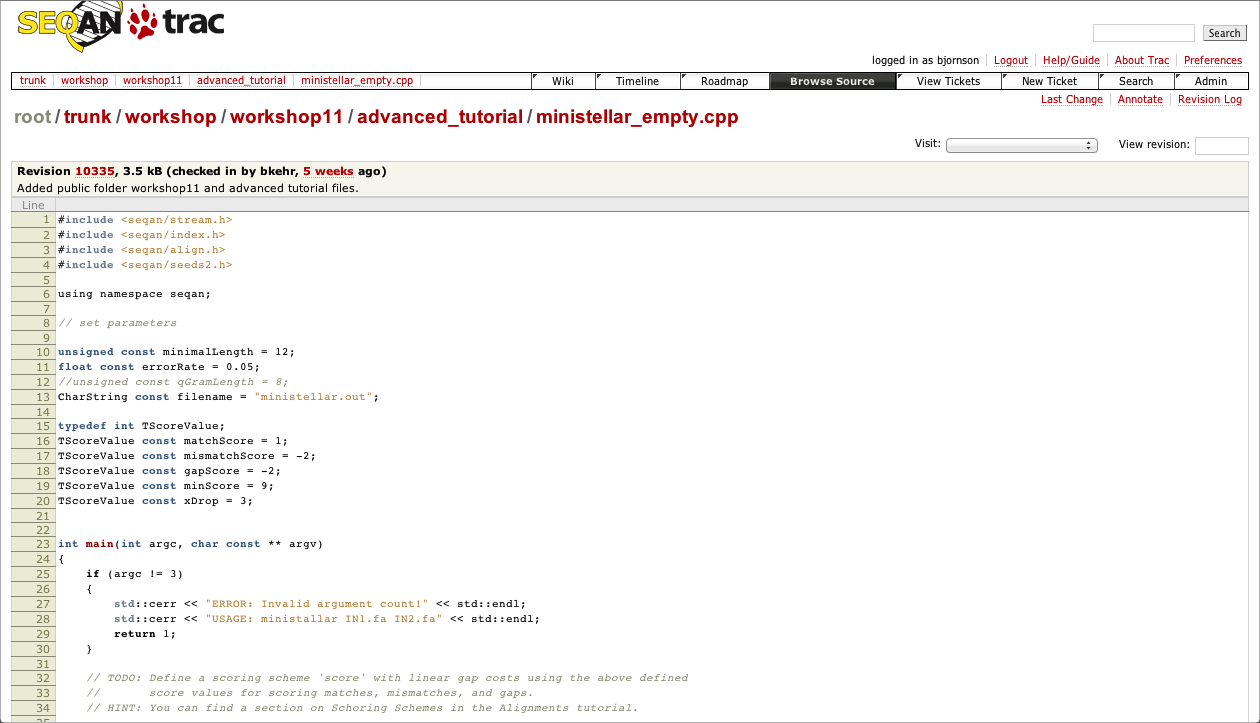 SEQAN trac
Search
logged in as bjornson Logout Help/Guide About Trac Preferences
trunk workshop workshop11 advanced_tutorial ministellar_empty.cpp Wiki Timeline Roadmap Browse Source View Tickets New Ticket Search Admin
Last Change Annotate Revision Log
root / trunk / workshop / workshop11 / advanced_tutorial / ministellar_empty.cpp
Visit: View revision:
Revision 10335, 3.5 kB (checked in by bkehr, 5 weeks ago)
Added public folder workshop11 and advanced tutorial files.
Line
1 #include <seqan/stream.h>
2 #include <seqan/index.h>
3 #include <seqan/align.h>
4 #include <seqan/seeds2.h>
5
6 using namespace seqan;
7
8 // set parameters
9
10 unsigned const minimalLength = 12;
11 float const errorRate = 0.05;
12 //unsigned const qGramLength = 8;
13 CharString const filename = "ministellar.out";
14
15 typedef int TScoreValue;
16 TScoreValue const matchScore = 1;
17 TScoreValue const mismatchScore = -2;
18 TScoreValue const gapScore = -2;
19 TScoreValue const minScore = 9;
20 TScoreValue const xDrop = 3;
21
22
23 int main(int argc, char const ** argv)
24 {
25     if (argc != 3)
26     {
27         std::cerr << "ERROR: Invalid argument count!" << std::endl;
28         std::cerr << "USAGE: ministallar IN1.fa IN2.fa" << std::endl;
29         return 1;
30     }
31
32     // TODO: Define a scoring scheme 'score' with linear gap costs using the above defined
33     //       score values for scoring matches, mismatches, and gaps.
34     // HINT: You can find a section on Schoring Schemes in the Alignments tutorial.
35